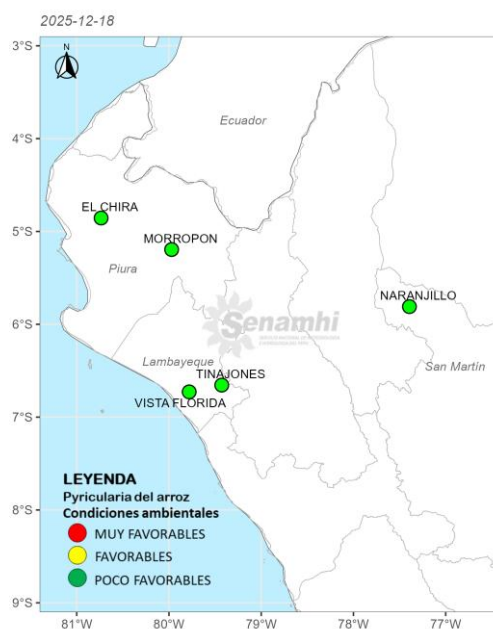 2025-12-18
3°S
N
Ecuador
4°S
EL CHIRA
5°S
MORROPON
Piura
NARANJILLO
6°S
Senamhi
Lambayeque
TINAJONES
San Martín
VISTA FLORIDA
7°S
LEYENDA
Pyricularia del arroz
Condiciones ambientales
MUY FAVORABLES
FAVORABLES
POCO FAVORABLES
8°S
9°S
81°W 80°W 79°W 78°W 77°W